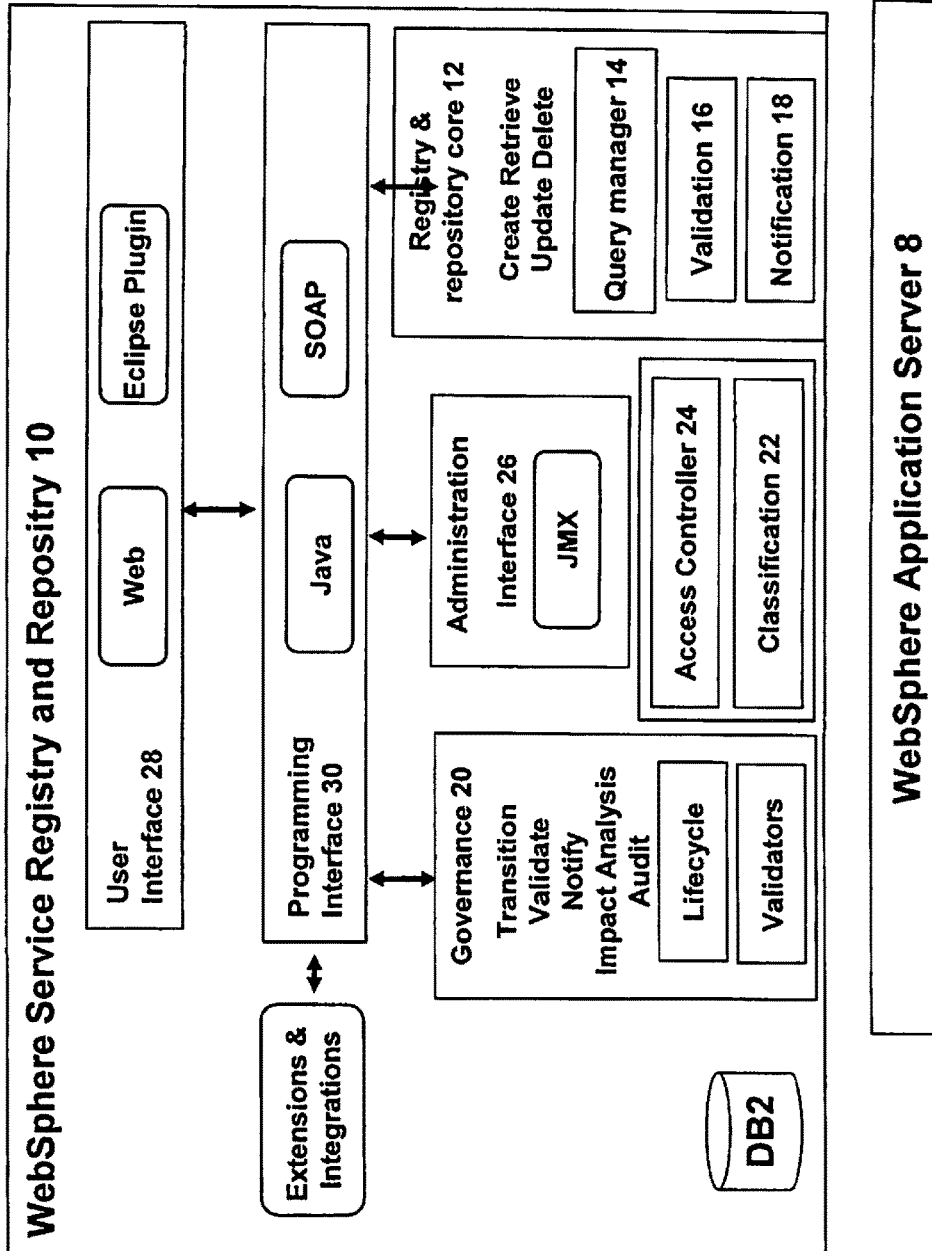 WebSphere Service Registry and Repositry 10
User
Interface 28
Web
Eclipse Plugin
Extensions &
Integrations
Programming
Interface 30
Java
SOAP
Governance 20
Transition
Validate
Notify
Impact Analysis
Audit
Lifecycle
Validators
Administration
Interface 26
JMX
Access Controller 24
Classification 22
Registry &
repository core 12
Create Retrieve
Update Delete
Query manager 14
Validation 16
Notification 18
DB2
WebSphere Application Server 8